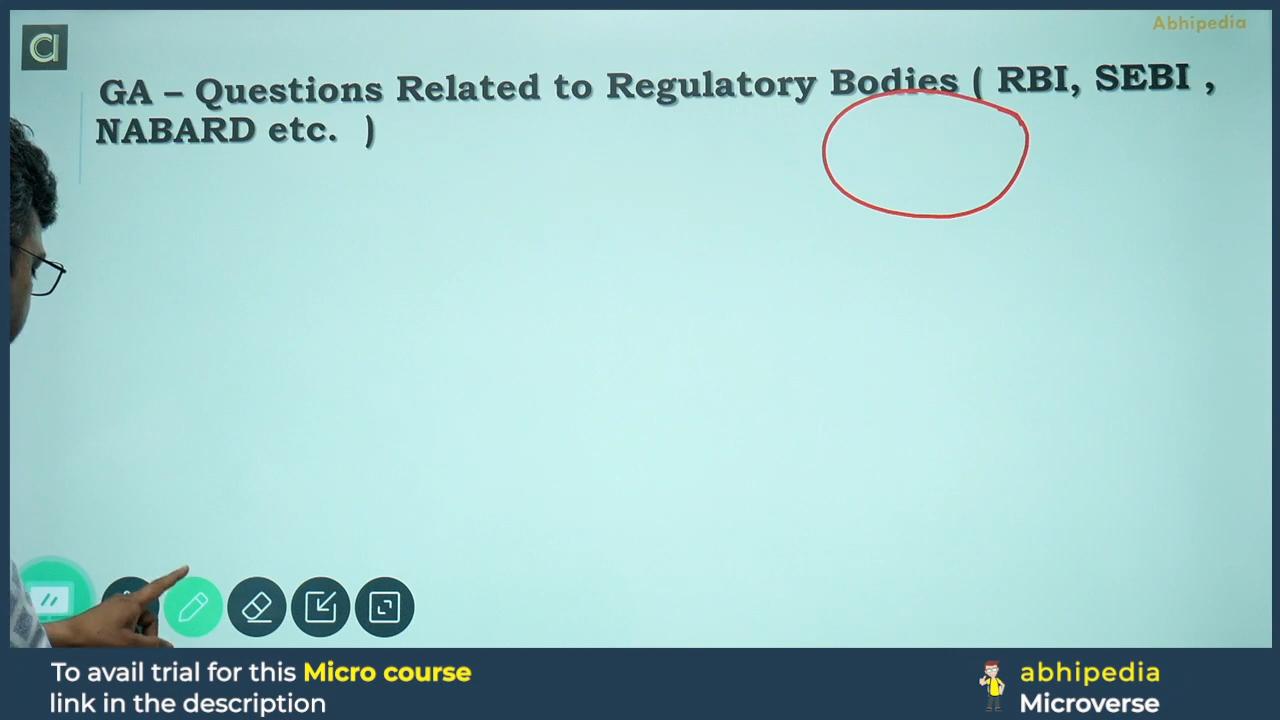 Abhipedia
GA – Questions Related to Regulatory Bodies ( RBI, SEBI ,
NABARD etc. )
To avail trial for this Micro course
link in the description
abhipedia
Microverse